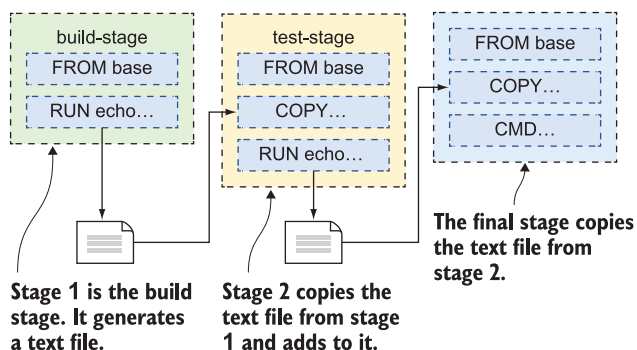 build-stage
FROM base
RUN echo…
test-stage
FROM base
COPY…
RUN echo…
FROM base
COPY…
CMD…
Stage 1 is the build
stage. It generates
a text file.
Stage 2 copies the
text file from stage
1 and adds to it.
The final stage copies
the text file from
stage 2.